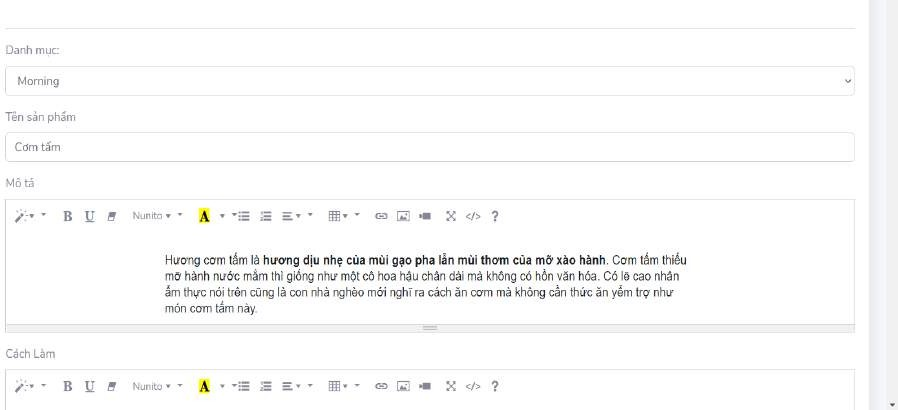 Danh mục:
Morning
Tên sản phẩm
Cơm tấm
Mô tả
B U Nunito A </> ?
Hương cơm tấm là hương dịu nhẹ của mùi gạo pha lẫn mùi thơm của mỡ xào hành. Cơm tấm thiếu
mỡ hành nước mắm thì giống như một cô hoa hậu chân dài mà không có hồn văn hóa. Có lẽ cao nhân
ẩm thực nói trên cũng là con nhà nghèo mới nghĩ ra cách ăn cơm mà không cần thức ăn yểm trợ như
món cơm tấm này.
Cách Làm
B U Nunito A </> ?